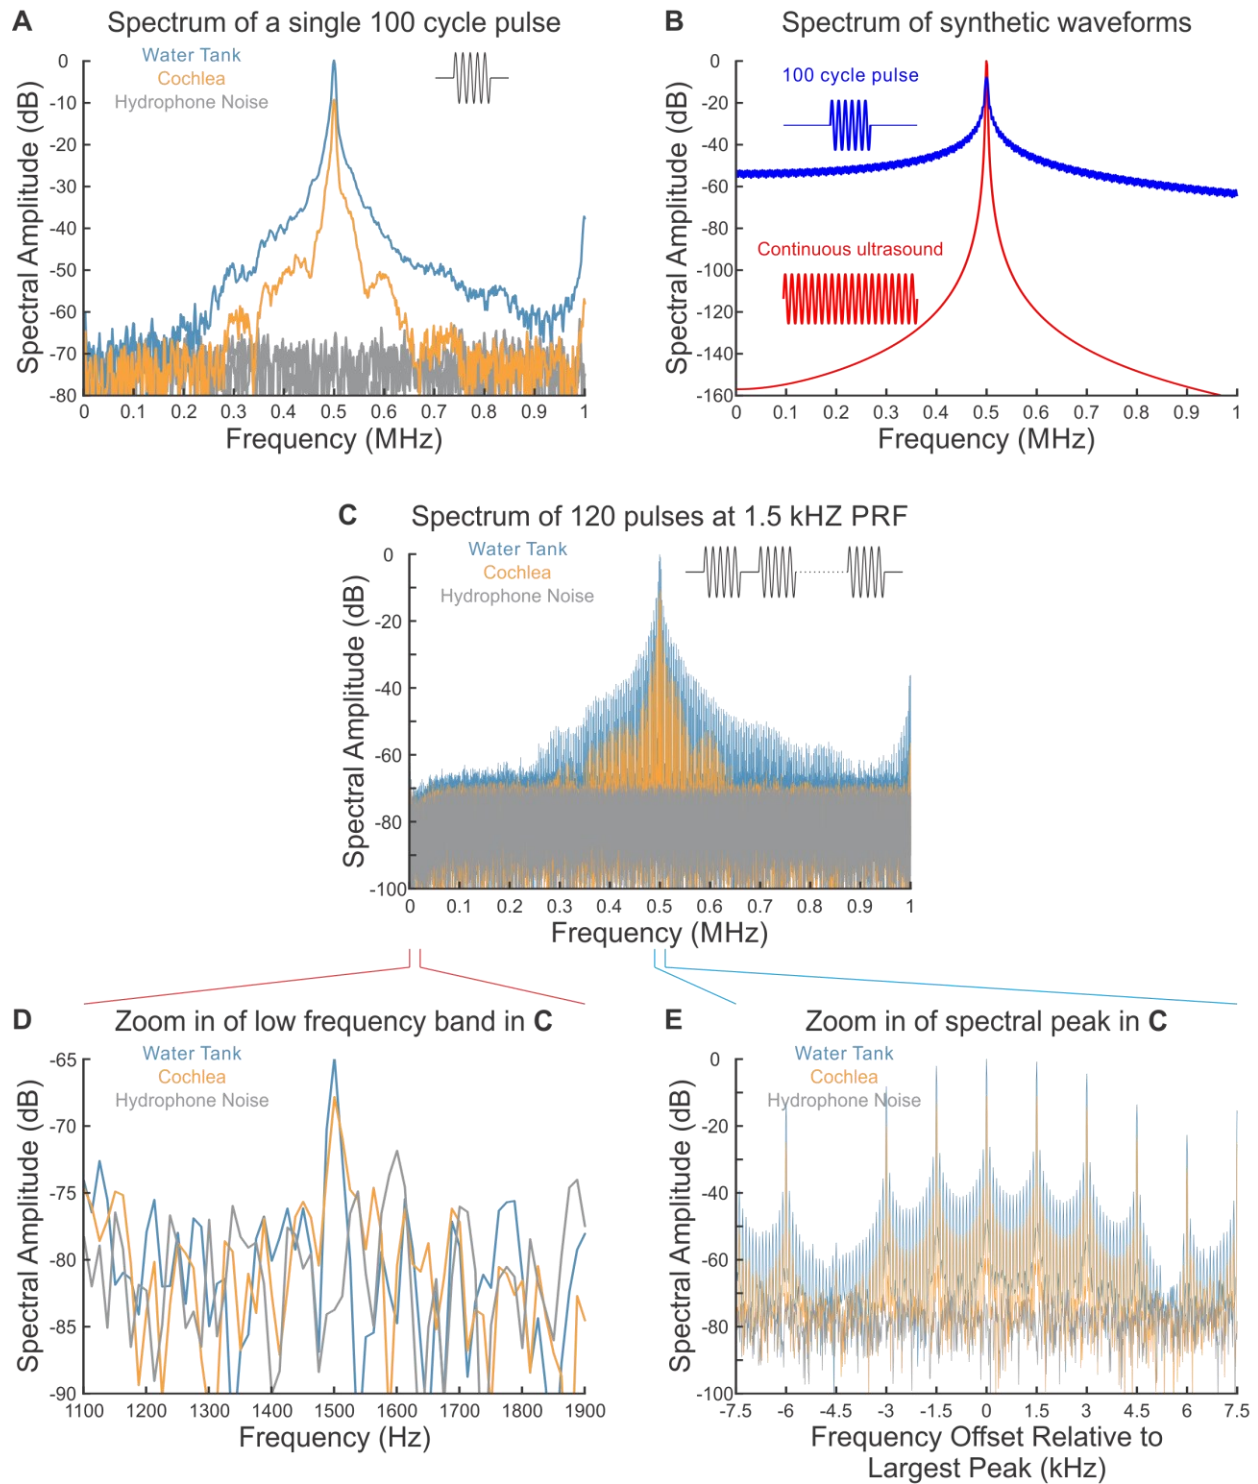 A Spectrum of a single 100 cycle pulse
Water Tank
Cochlea
Hydrophone Noise
Spectral Amplitude (dB)
0
-10
-20
-30
-40
-50
-60
-70
-80
0 0.1 0.2 0.3 0.4 0.5 0.6 0.7 0.8 0.9 1
Frequency (MHz)
B Spectrum of synthetic waveforms
100 cycle pulse
Continuous ultrasound
Spectral Amplitude (dB)
0
-20
-40
-60
-80
-100
-120
-140
-160
0 0.1 0.2 0.3 0.4 0.5 0.6 0.7 0.8 0.9 1
Frequency (MHz)
C Spectrum of 120 pulses at 1.5 kHZ PRF
Water Tank
Cochlea
Hydrophone Noise
Spectral Amplitude (dB)
0
-20
-40
-60
-80
-100
0 0.1 0.2 0.3 0.4 0.5 0.6 0.7 0.8 0.9 1
Frequency (MHz)
D Zoom in of low frequency band in C
Water Tank
Cochlea
Hydrophone Noise
Spectral Amplitude (dB)
-65
-70
-75
-80
-85
-90
1100 1200 1300 1400 1500 1600 1700 1800 1900
Frequency (Hz)
E Zoom in of spectral peak in C
Water Tank
Cochlea
Hydrophone Noise
Spectral Amplitude (dB)
0
-20
-40
-60
-80
-100
-7.5 -6 -4.5 -3 -1.5 0 1.5 3 4.5 6 7.5
Frequency Offset Relative to
Largest Peak (kHz)